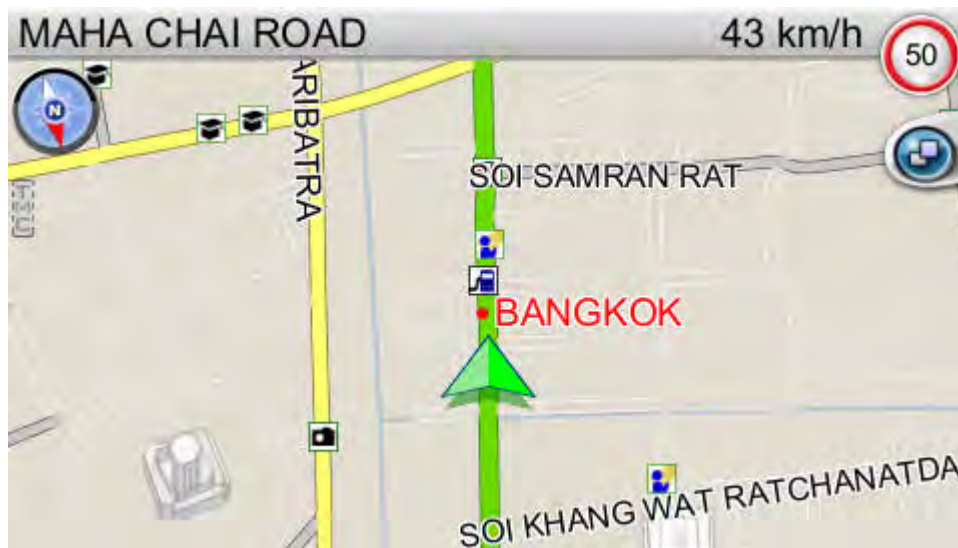 MAHA CHAI ROAD
43 km/h
50
N
ARIBATRA
SOI SAMRAN RAT
BANGKOK
SOI KHANG WAT RATCHANATDA